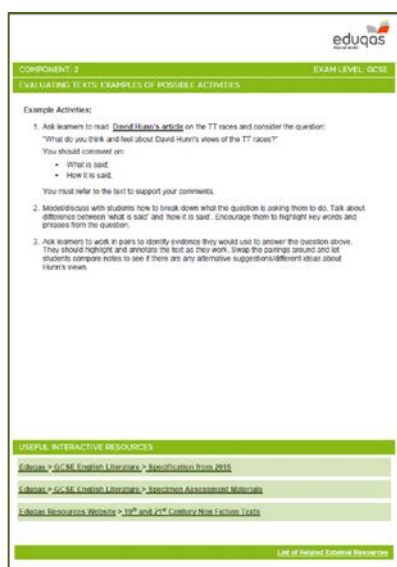 eduqas
COMPONENT: 2 EXAM LEVEL: GCSE
EVALUATING TEXTS: EXAMPLES OF POSSIBLE ACTIVITIES
Example Activities:
1. Ask learners to read David Hunn's article on the TT races and consider the question:
"What do you think and feel about David Hunn's views of the TT races?"
You should comment on:
• What is said;
• How it is said.
You must refer to the text to support your comments.
2. Model/discuss with students how to break down what the question is asking them to do. Talk about
difference between 'what is said' and 'how it is said'. Encourage them to highlight key words and
phrases from the question.
3. Ask learners to work in pairs to identify evidence they would use to answer the question above.
They should highlight and annotate the text as they work. Swap the pairings around and let
students compare notes to see if there are any alternative suggestions/different ideas about
Hunn's views.
USEFUL INTERACTIVE RESOURCES
Eduqas > GCSE English Literature > Specification from 2015
Eduqas > GCSE English Literature > Specimen Assessment Materials
Eduqas Resources Website > 19th and 21st Century Non Fiction Texts
List of Related External Resources